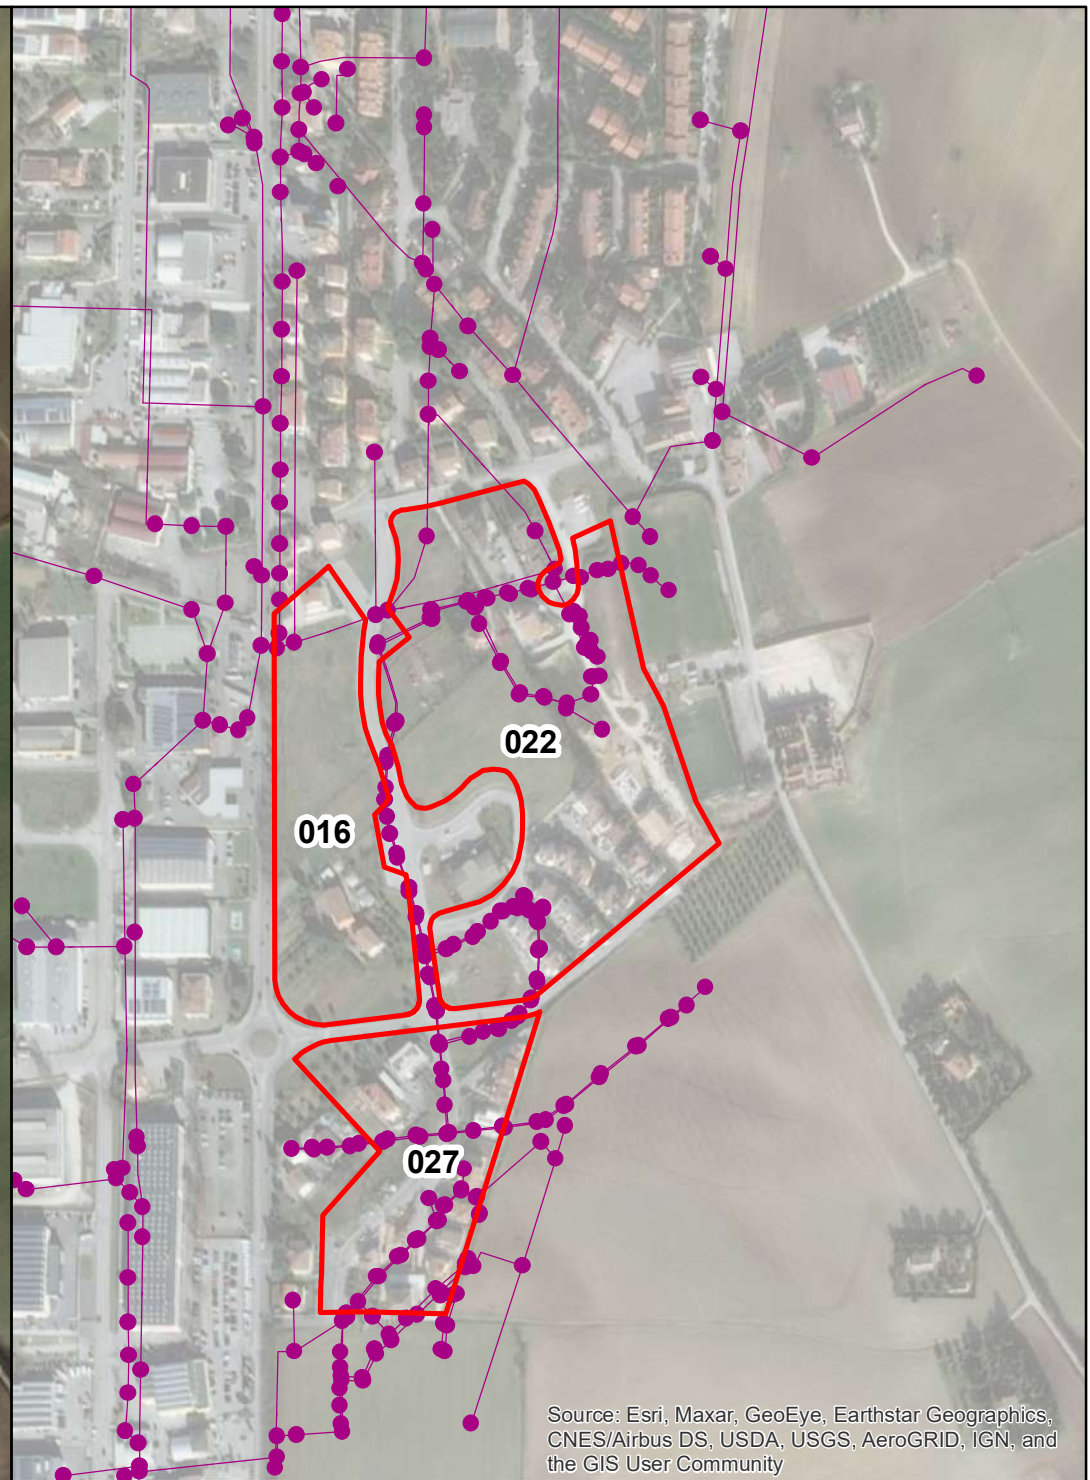 022
016
027
Source: Esri, Maxar, GeoEye, Earthstar Geographics,
CNES/Airbus DS, USDA, USGS, AeroGRID, IGN, and
the GIS User Community